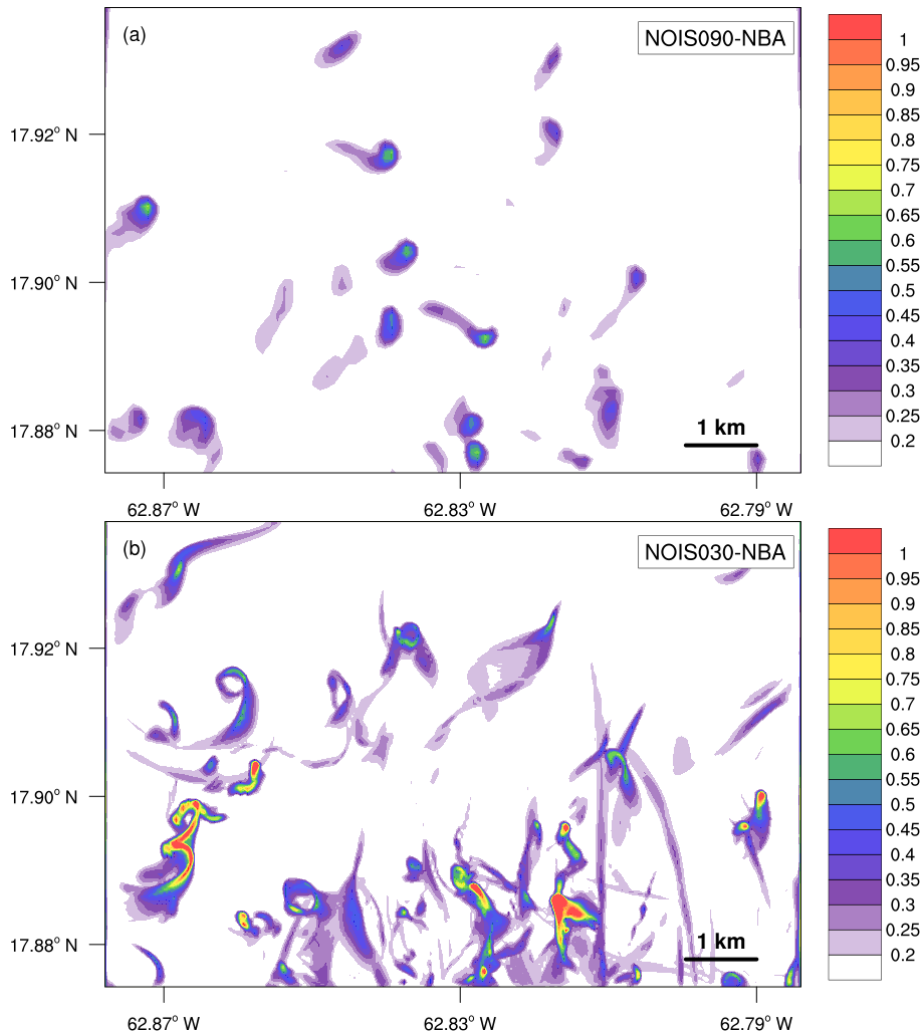 (a)
NOIS090-NBA
17.92° N
17.90° N
17.88° N
1 km
62.87° W
62.83° W
62.79° W
1
0.95
0.9
0.85
0.8
0.75
0.7
0.65
0.6
0.55
0.5
0.45
0.4
0.35
0.3
0.25
0.2
(b)
NOIS030-NBA
17.92° N
17.90° N
17.88° N
1 km
62.87° W
62.83° W
62.79° W
1
0.95
0.9
0.85
0.8
0.75
0.7
0.65
0.6
0.55
0.5
0.45
0.4
0.35
0.3
0.25
0.2